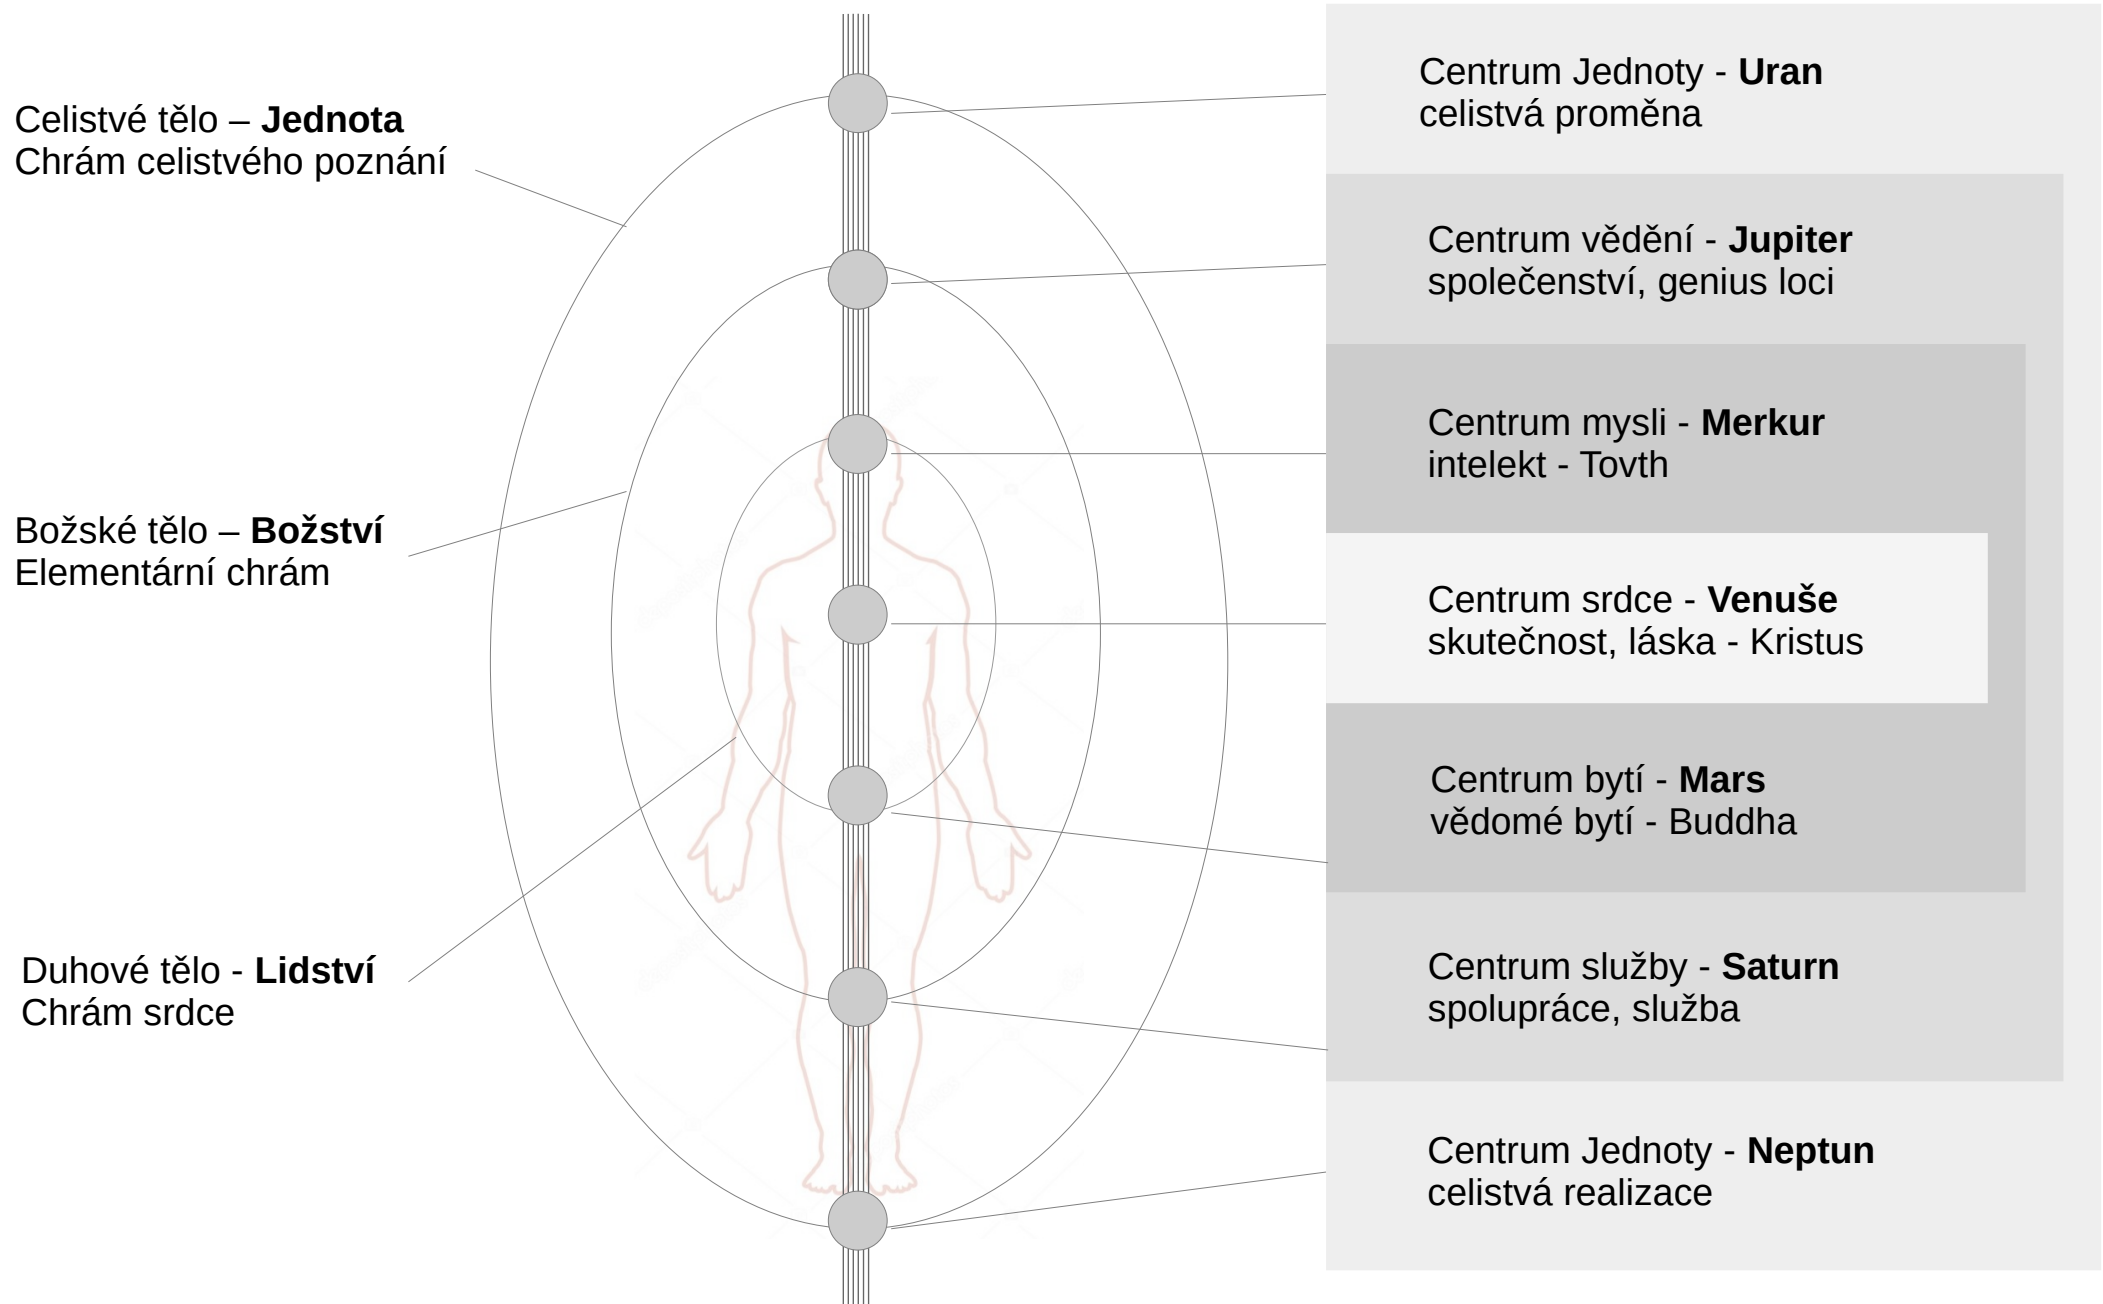 Celistvé tělo – Jednota
Chrám celistvého poznání
Božské tělo – Božství
Elementární chrám
Duhové tělo - Lidství
Chrám srdce
Centrum Jednoty - Uran
celistvá proměna
Centrum vědění - Jupiter
společenství, genius loci
Centrum mysli - Merkur
intelekt - Tovth
Centrum srdce - Venuše
skutečnost, láska - Kristus
Centrum bytí - Mars
vědomé bytí - Buddha
Centrum služby - Saturn
spolupráce, služba
Centrum Jednoty - Neptun
celistvá realizace